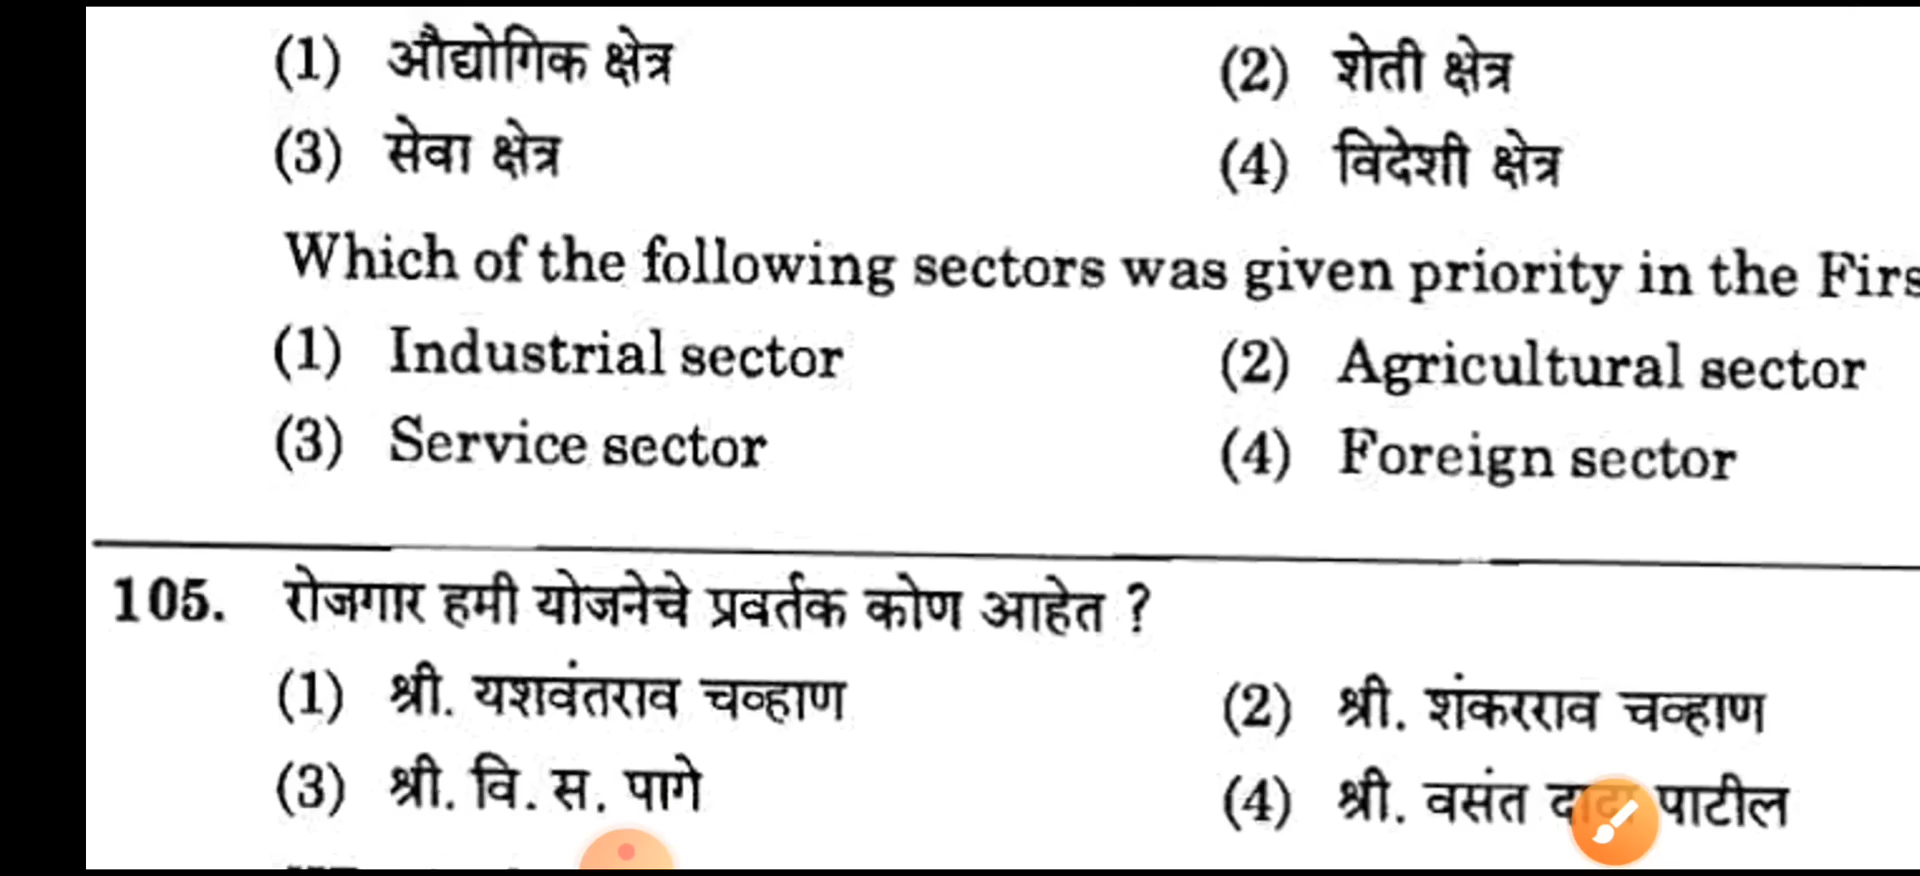 (1) औद्योगिक क्षेत्र (2) शेती क्षेत्र
(3) सेवा क्षेत्र (4) विदेशी क्षेत्र
Which of the following sectors was given priority in the Firs
(1) Industrial sector (2) Agricultural sector
(3) Service sector (4) Foreign sector
105. रोजगार हमी योजनेचे प्रवर्तक कोण आहेत ?
(1) श्री. यशवंतराव चव्हाण (2) श्री. शंकरराव चव्हाण
(3) श्री. वि. स. पागे (4) श्री. वसंत दादा पाटील